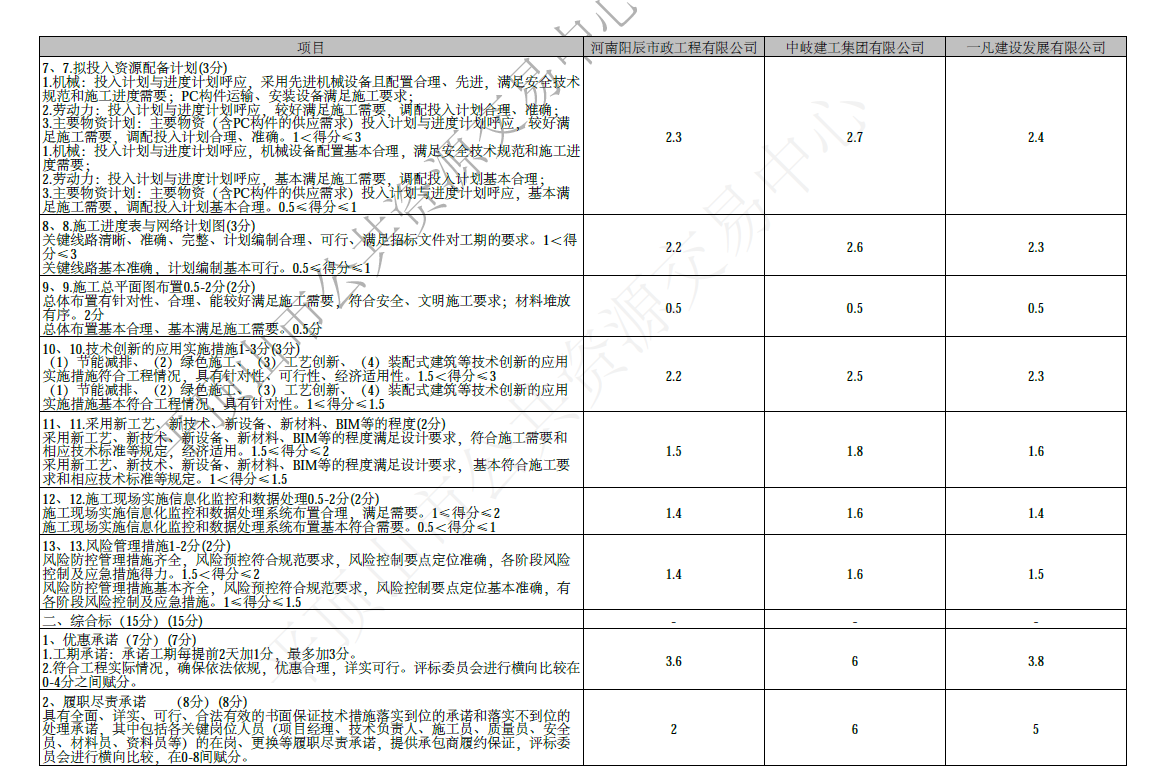 项目 河南阳辰市政工程有限公司 中岐建工集团有限公司 一凡建设发展有限公司
7、7.拟投入资源配备计划(3分)
1.机械：投入计划与进度计划呼应，采用先进机械设备且配置合理、先进，满足安全技术
规范和施工进度需要；PC构件运输、安装设备满足施工要求；
2.劳动力：投入计划与进度计划呼应，较好满足施工需要，调配投入计划合理、准确；
3.主要物资计划：主要物资（含PC构件的供应需求）投入计划与进度计划呼应，较好满
足施工需要，调配投入计划合理、准确。1＜得分≤3
1.机械：投入计划与进度计划呼应，机械设备配置基本合理，满足安全技术规范和施工进
度需要；
2.劳动力：投入计划与进度计划呼应，基本满足施工需要，调配投入计划基本合理；
3.主要物资计划：主要物资（含PC构件的供应需求）投入计划与进度计划呼应，基本满
足施工需要，调配投入计划基本合理。0.5≤得分≤1
2.3 2.7 2.4
8、8.施工进度表与网络计划图(3分)
关键线路清晰、准确、完整、计划编制合理、可行、满足招标文件对工期的要求。1＜得
分≤3
关键线路基本准确，计划编制基本可行。0.5≤得分≤1
2.2 2.6 2.3
9、9.施工总平面图布置0.5-2分(2分)
总体布置有针对性、合理、能较好满足施工需要，符合安全、文明施工要求；材料堆放
有序。2分
总体布置基本合理、基本满足施工需要。0.5分
0.5 0.5 0.5
10、10.技术创新的应用实施措施1-3分(3分)
（1）节能减排、（2）绿色施工、（3）工艺创新、（4）装配式建筑等技术创新的应用
实施措施符合工程情况，具有针对性、可行性、经济适用性。1.5＜得分≤3
（1）节能减排、（2）绿色施工、（3）工艺创新、（4）装配式建筑等技术创新的应用
实施措施基本符合工程情况，具有针对性。1≤得分≤1.5
2.2 2.5 2.3
11、11.采用新工艺、新技术、新设备、新材料、BIM等的程度(2分)
采用新工艺、新技术、新设备、新材料、BIM等的程度满足设计要求，符合施工需要和
相应技术标准等规定，经济适用。1.5≤得分≤2
采用新工艺、新技术、新设备、新材料、BIM等的程度满足设计要求，基本符合施工要
求和相应技术标准等规定。1＜得分≤1.5
1.5 1.8 1.6
12、12.施工现场实施信息化监控和数据处理0.5-2分(2分)
施工现场实施信息化监控和数据处理系统布置合理，满足需要。1≤得分≤2
施工现场实施信息化监控和数据处理系统布置基本符合需要。0.5＜得分≤1
1.4 1.6 1.4
13、13.风险管理措施1-2分(2分)
风险防控管理措施齐全，风险预控符合规范要求，风险控制要点定位准确，各阶段风险
控制及应急措施得力。1.5＜得分≤2
风险防控管理措施基本齐全，风险预控符合规范要求，风险控制要点定位基本准确，有
各阶段风险控制及应急措施。1≤得分≤1.5
1.4 1.6 1.5
二、综合标（15分）(15分) - - -
1、优惠承诺（7分）(7分)
1.工期承诺：承诺工期每提前2天加1分，最多加3分。
2.符合工程实际情况，确保依法依规，优惠合理，详实可行。评标委员会进行横向比较在
0-4分之间赋分。
3.6 6 3.8
2、履职尽责承诺 （8分）(8分)
具有全面、详实、可行、合法有效的书面保证技术措施落实到位的承诺和落实不到位的
处理承诺，其中包括各关键岗位人员（项目经理、技术负责人、施工员、质量员、安全
员、材料员、资料员等）的在岗、更换等履职尽责承诺，提供承包商履约保证，评标委
员会进行横向比较，在0-8间赋分。
2 6 5
平顶山市公共资源交易中心
平顶山市公共资源交易中心